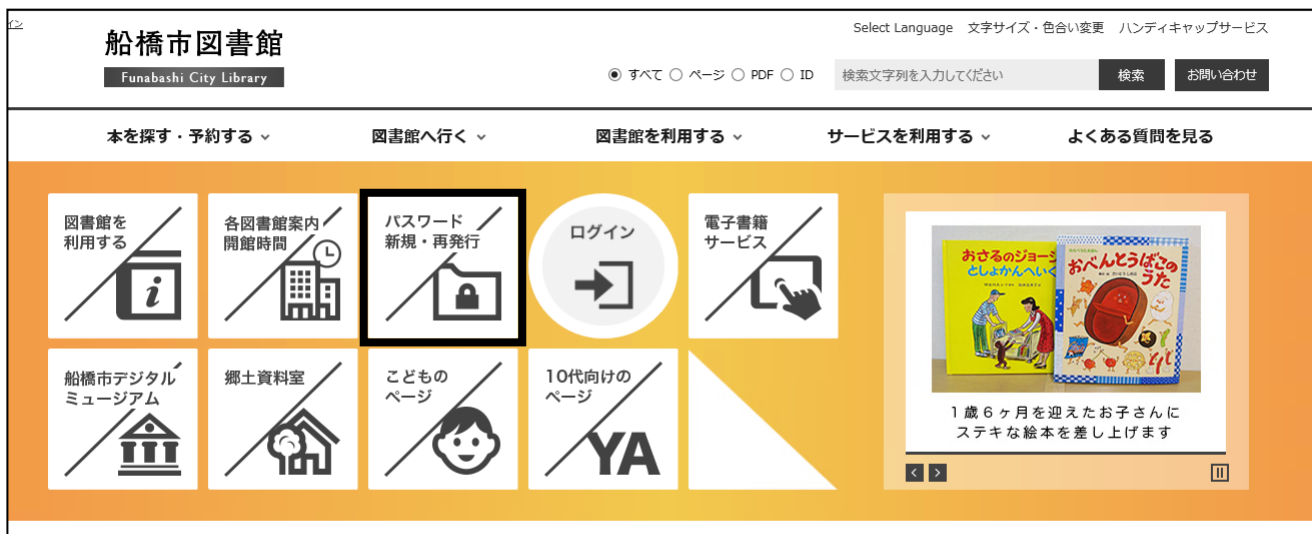 イン
船橋市図書館
Funabashi City Library
Select Language 文字サイズ・色合い変更 ハンディキャップサービス
すべて ページ PDF ID 検索文字列を入力してください 検索 お問い合わせ
本を探す・予約する 図書館へ行く 図書館を利用する サービスを利用する よくある質問を見る
図書館を
利用する
各図書館案内
開館時間
パスワード
新規・再発行
ログイン
電子書籍
サービス
船橋市デジタル
ミュージアム
郷土資料室
こどもの
ページ
10代向けの
ページ
YA
おさるのジョージ
としょかんへいく
おべんとうばこの
うた
1歳6ヶ月を迎えたお子さんに
ステキな絵本を差し上げます